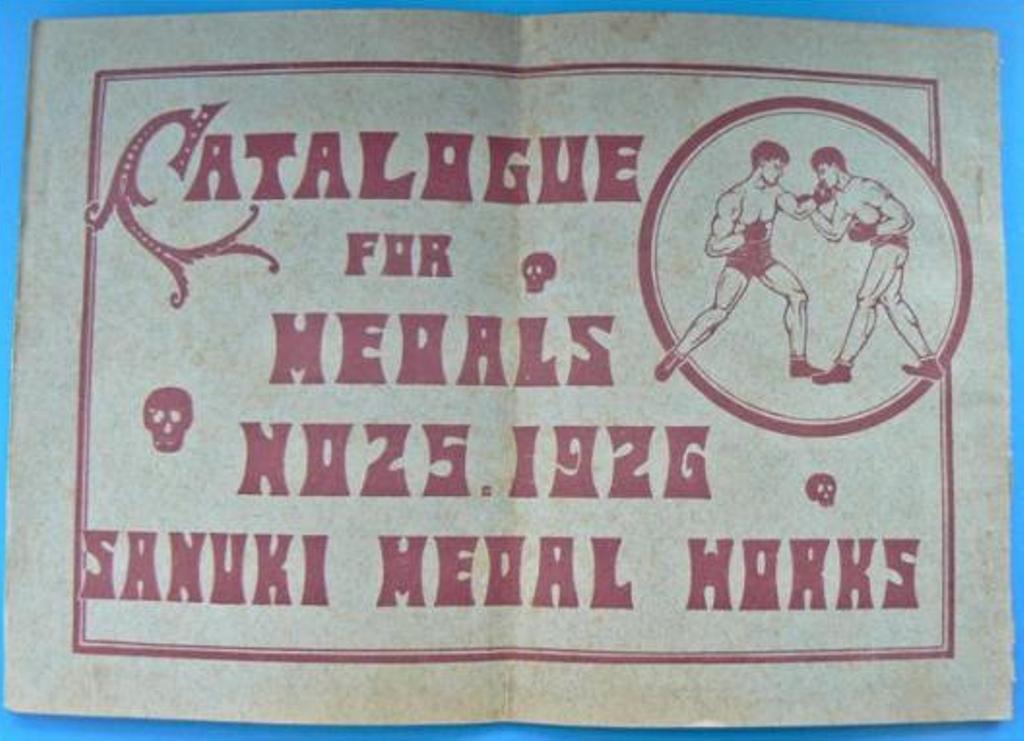 CATALOGUE
FOR
MEDALS
NO25.1926
SANUKI MEDAL WORKS